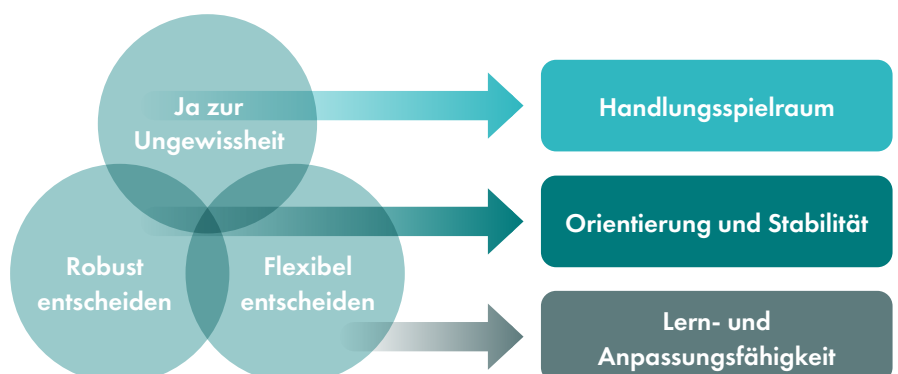 Ja zur
Ungewissheit
Handlungsspielraum
Orientierung und Stabilität
Robust
entscheiden
Flexibel
entscheiden
Lern- und
Anpassungsfähigkeit